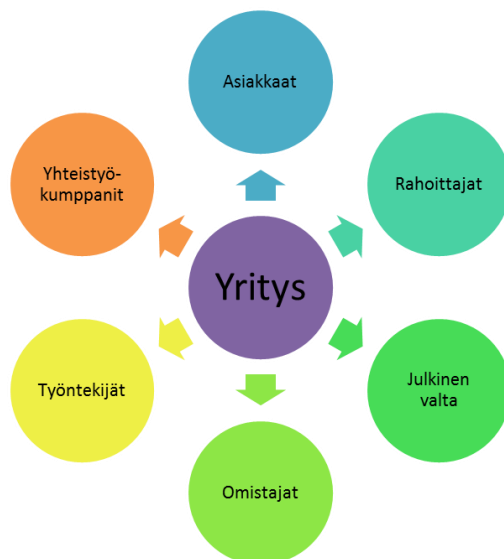 Asiakkaat
Yhteistyö-
kumppanit
Rahoittajat
Yritys
Työntekijät
Julkinen
valta
Omistajat